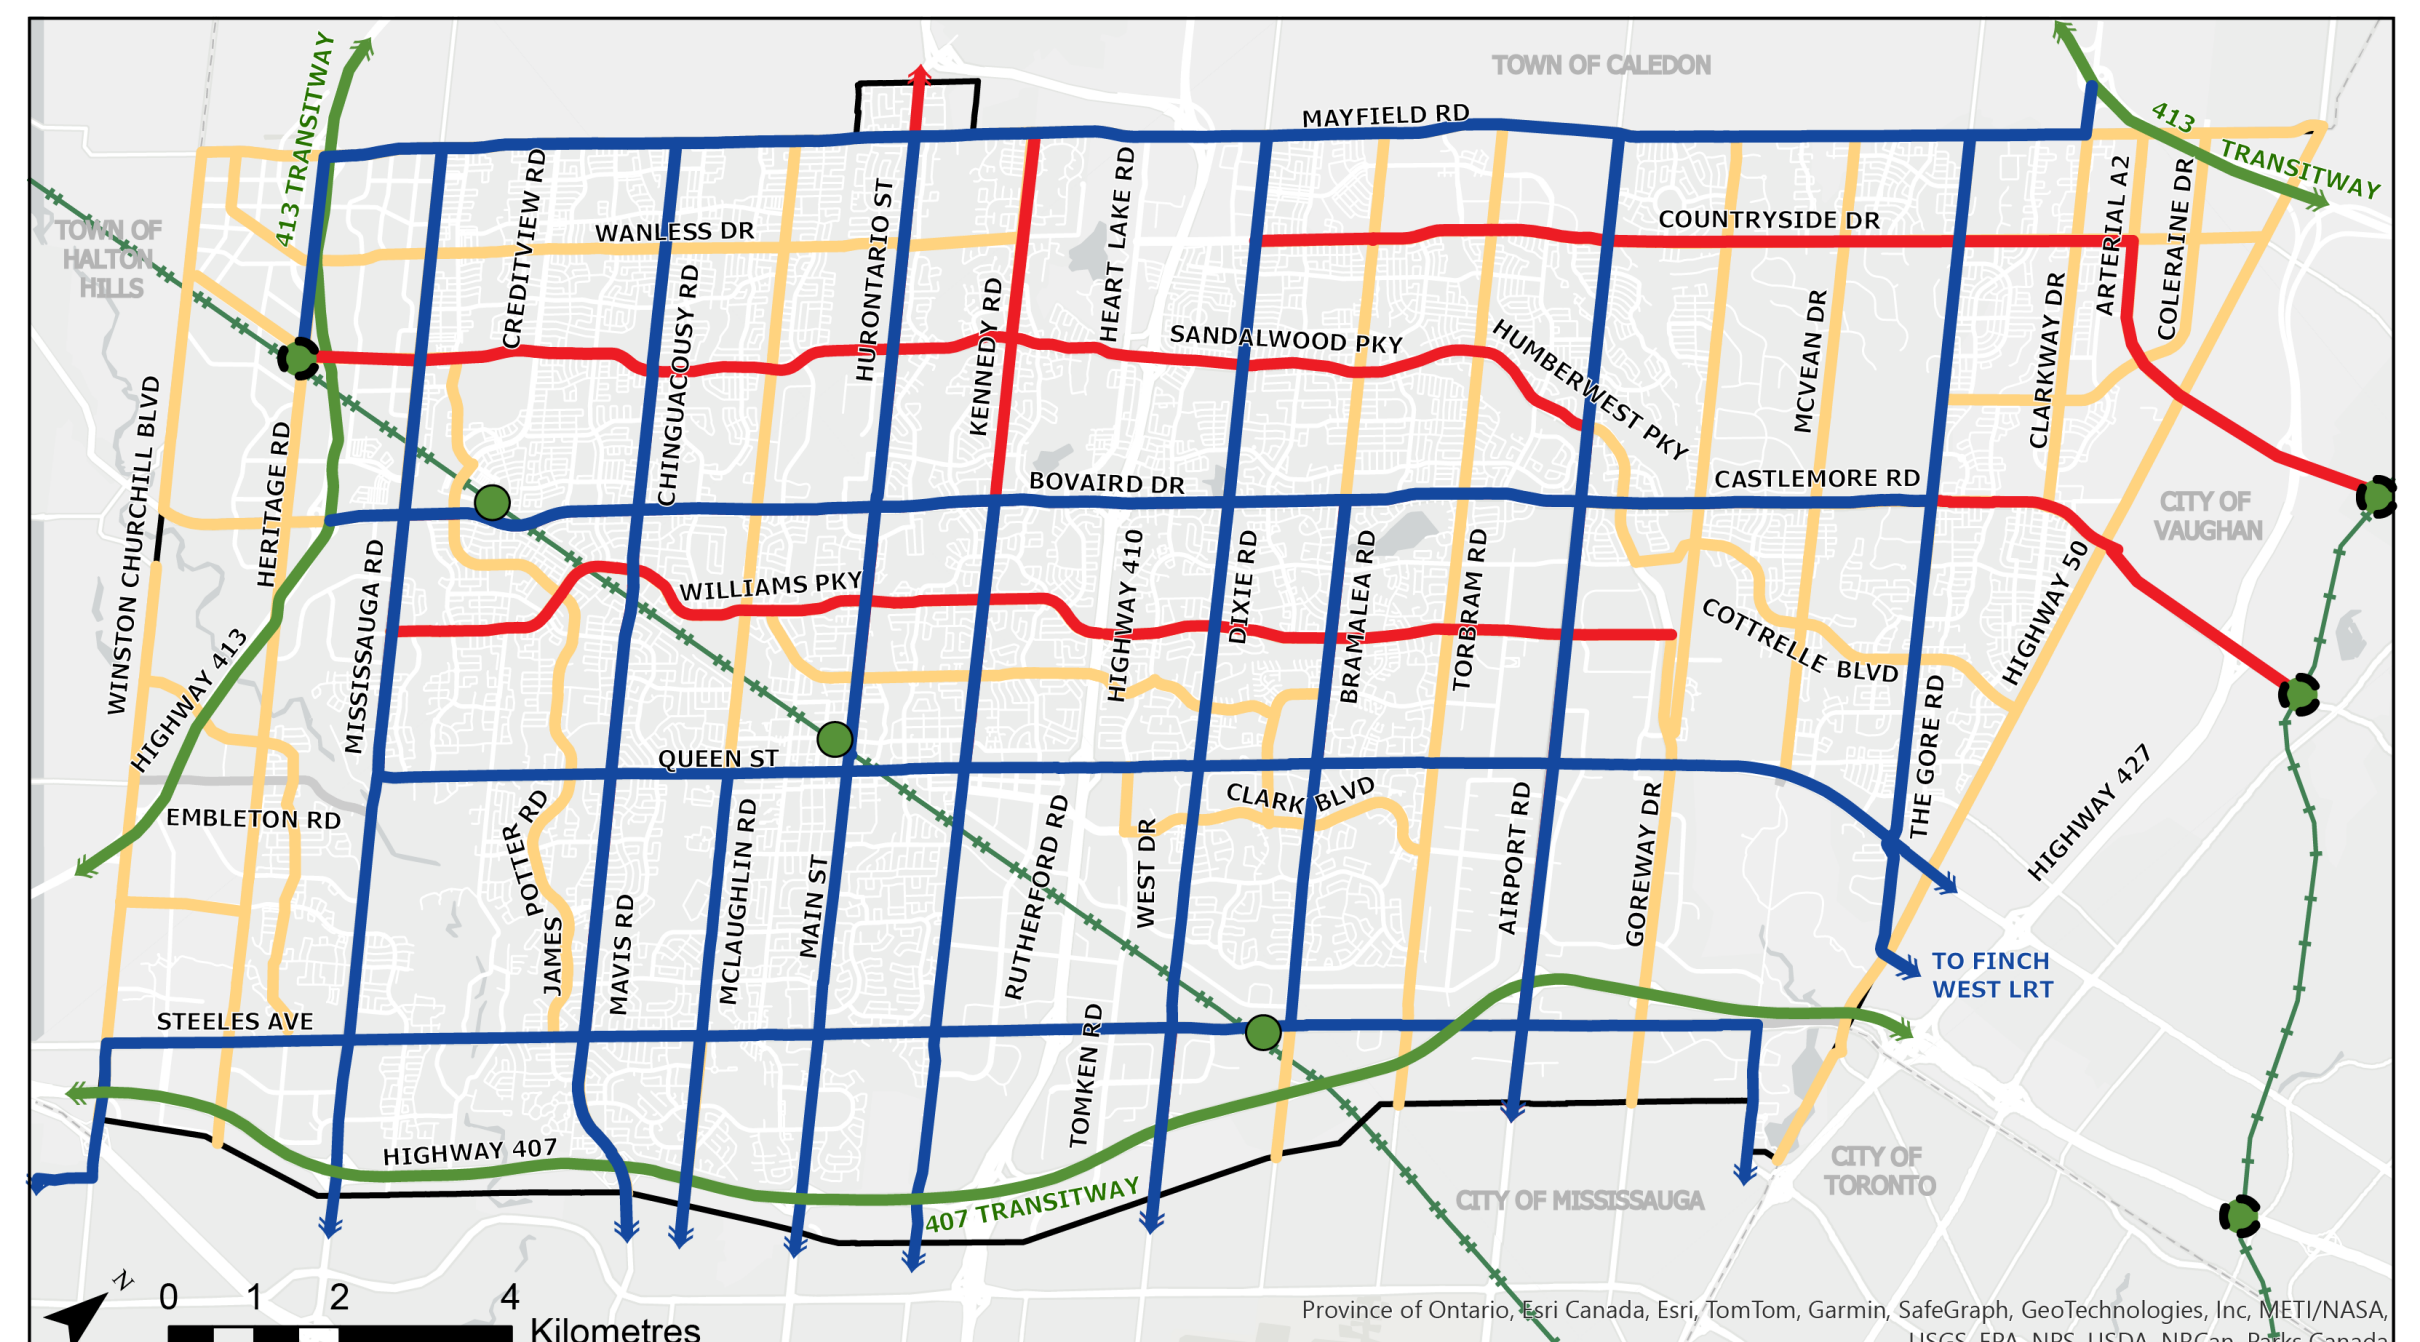 TOWN OF CALEDON
413 TRANSITWAY
MAYFIELD RD
413
TRANSITWAY
TOWN OF
HALTON
HILLS
WANLESS DR
COUNTRYSIDE DR
CREDITVIEW RD
HURONTARIO ST
HEART LAKE RD
ARTERIAL A2
COLERAINE DR
CHINGUACOUSY RD
KENNEDY RD
SANDALWOOD PKY
HUMBERWEST PKY
MCVEAN DR
CLARKWAY DR
WINSTON CHURCHILL BLVD
HERITAGE RD
BOVAIRD DR
CASTLEMORE RD
CITY OF
VAUGHAN
MISSISSAUGA RD
WILLIAMS PKY
HIGHWAY 410
DIXIE RD
BRAMALEA RD
TORBRAM RD
COTTRELLE BLVD
HIGHWAY 50
HIGHWAY 413
THE GORE RD
QUEEN ST
CLARK BLVD
HIGHWAY 427
EMBLETON RD
JAMES POTTER RD
MAVIS RD
MCLAUGHLIN RD
MAIN ST
RUTHERFORD RD
WEST DR
AIRPORT RD
GOREWAY DR
TO FINCH
WEST LRT
STEELES AVE
TOMKEN RD
HIGHWAY 407
407 TRANSITWAY
CITY OF MISSISSAUGA
CITY OF
TORONTO
N
0 1 2 4
Kilometres
Province of Ontario, Esri Canada, Esri, TomTom, Garmin, SafeGraph, GeoTechnologies, Inc, METI/NASA,
USGS, EPA, NPS, USDA, NRCan, Parks Canada